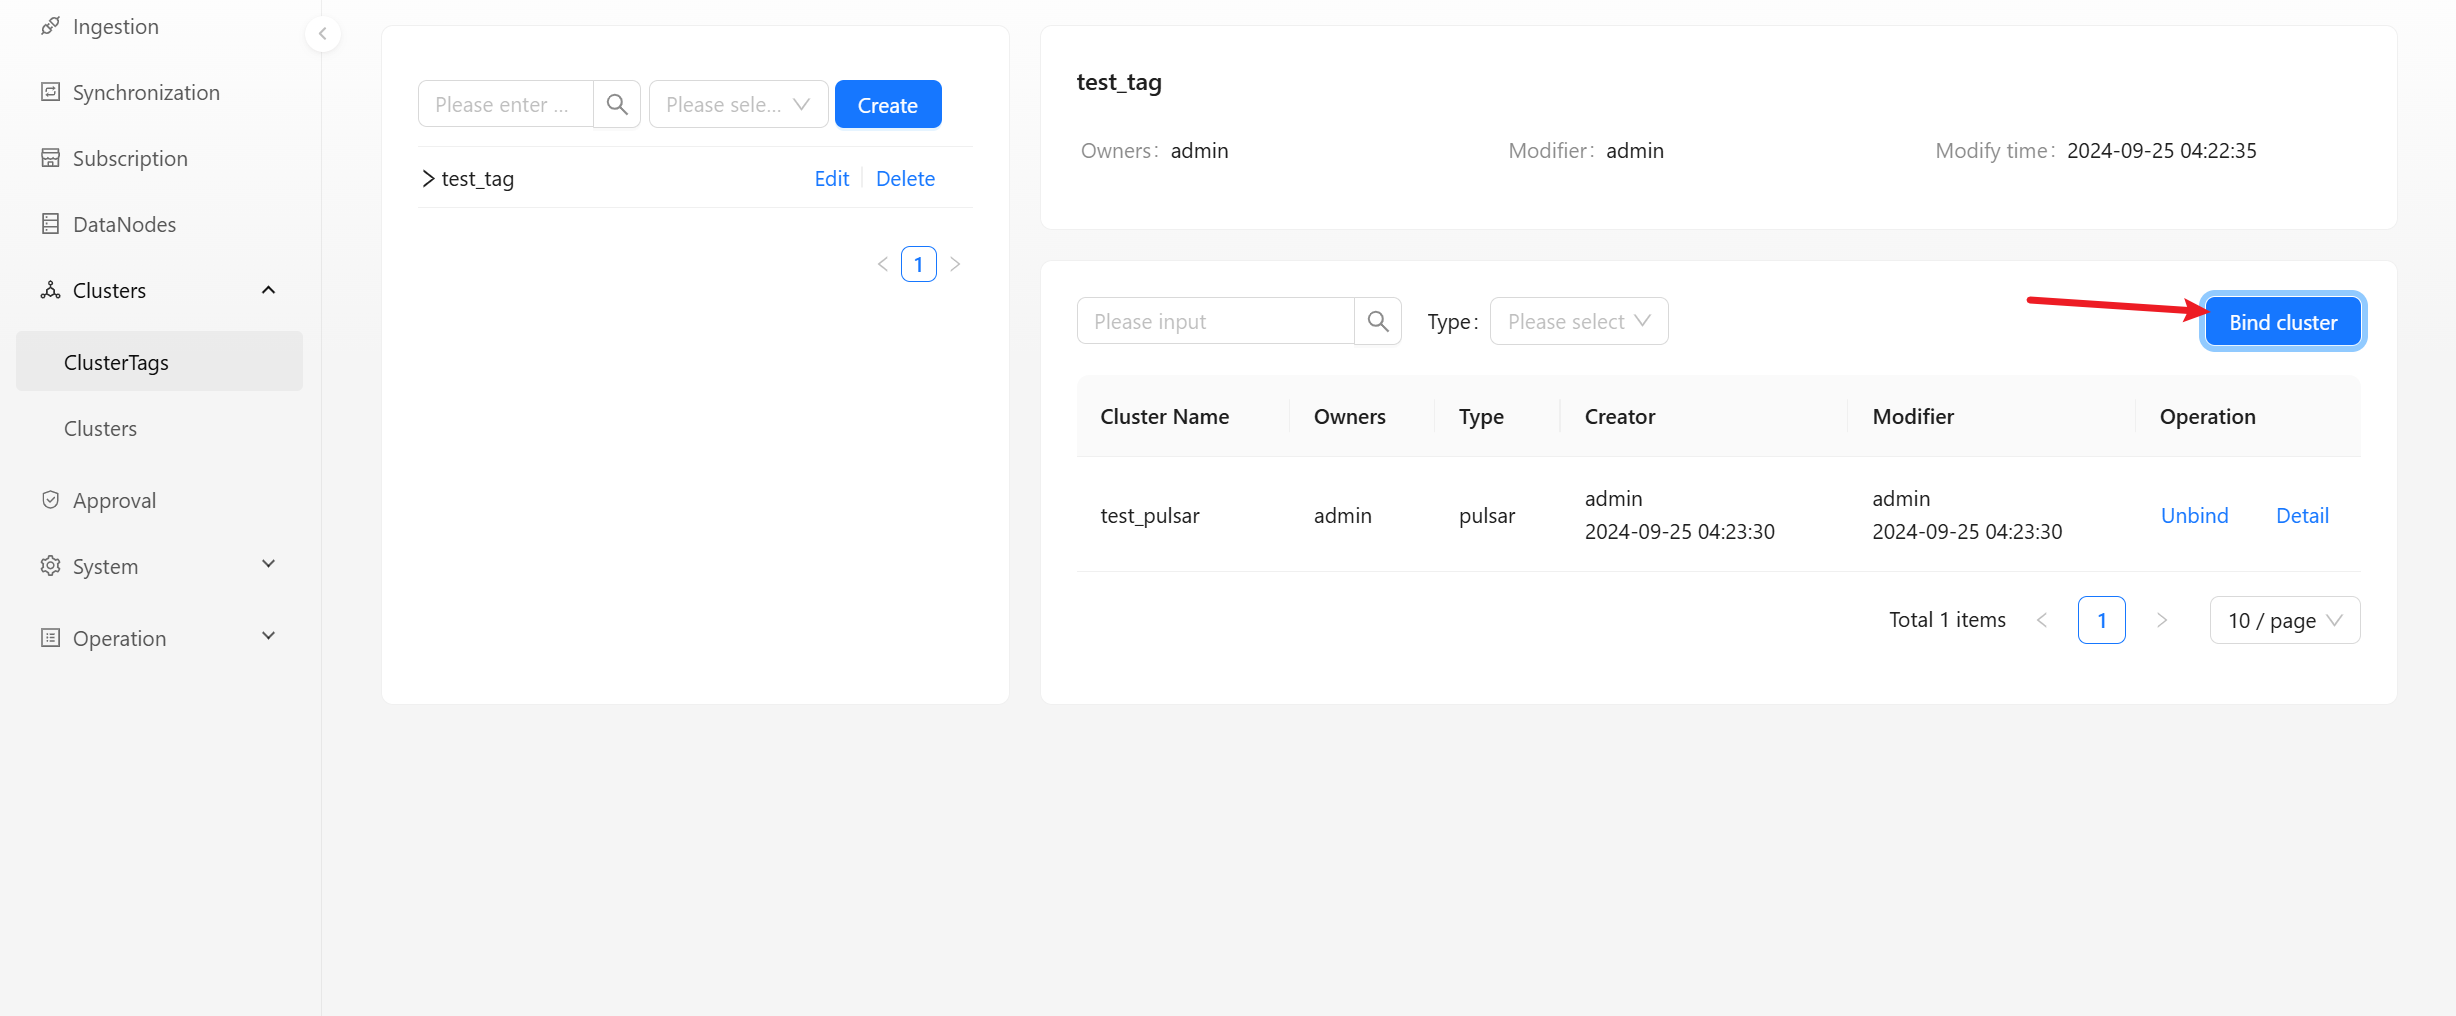 Ingestion
Synchronization
Subscription
DataNodes
Clusters
ClusterTags
Clusters
Approval
System
Operation
Please enter ...
Please sele...
Create
test_tag
Edit
Delete
1
test_tag
Owners: admin
Modifier: admin
Modify time: 2024-09-25 04:22:35
Please input
Type: Please select
Bind cluster
Cluster Name Owners Type Creator Modifier Operation
test_pulsar admin pulsar admin 2024-09-25 04:23:30 admin 2024-09-25 04:23:30 Unbind Detail
Total 1 items 1 10 / page